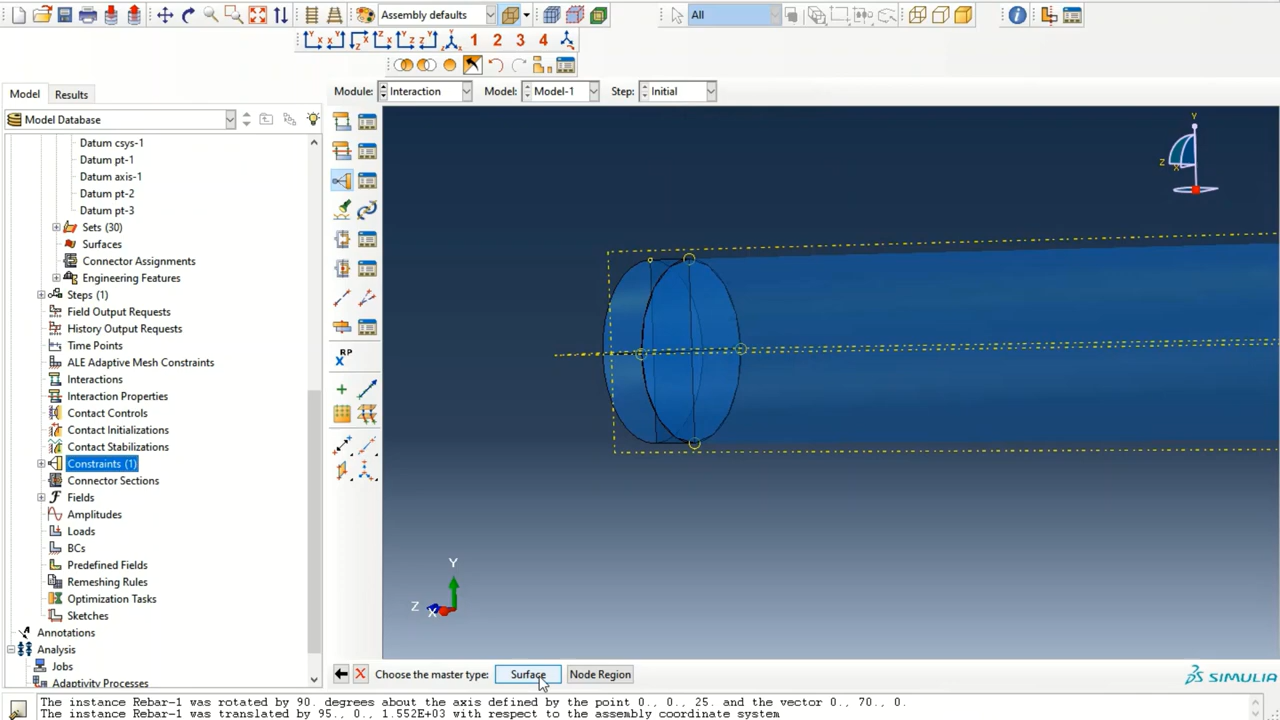 Assembly defaults
All
1 2 3 4
Model Results
Module: Interaction Model: Model-1 Step: Initial
Model Database
Datum csys-1
Datum pt-1
Datum axis-1
Datum pt-2
Datum pt-3
Sets (30)
Surfaces
Connector Assemblies
Engineering Features
Steps (1)
Field Output Requests
History Output Requests
Time Points
ALE Adaptive Mesh Constraints
Interactions
Interaction Properties
Contact Controls
Contact Initializations
Contact Stabilizations
Constraints (1)
Connector Sections
Fields
Amplitudes
Loads
BCs
Predefined Fields
Remeshing Rules
Optimization Tasks
Sketches
Annotations
Analysis
Jobs
Adaptivity Processes
RP
Y
Z
X
Y
Z
X
Choose the master type: Surface Node Region
SIMULIA
The instance Rebar-1 was rotated by 90. degrees about the axis defined by the point 0., 0., 25. and the vector 0., 70., 0.
The instance Rebar-1 was translated by 95., 0., 1.552E+03 with respect to the assembly coordinate system